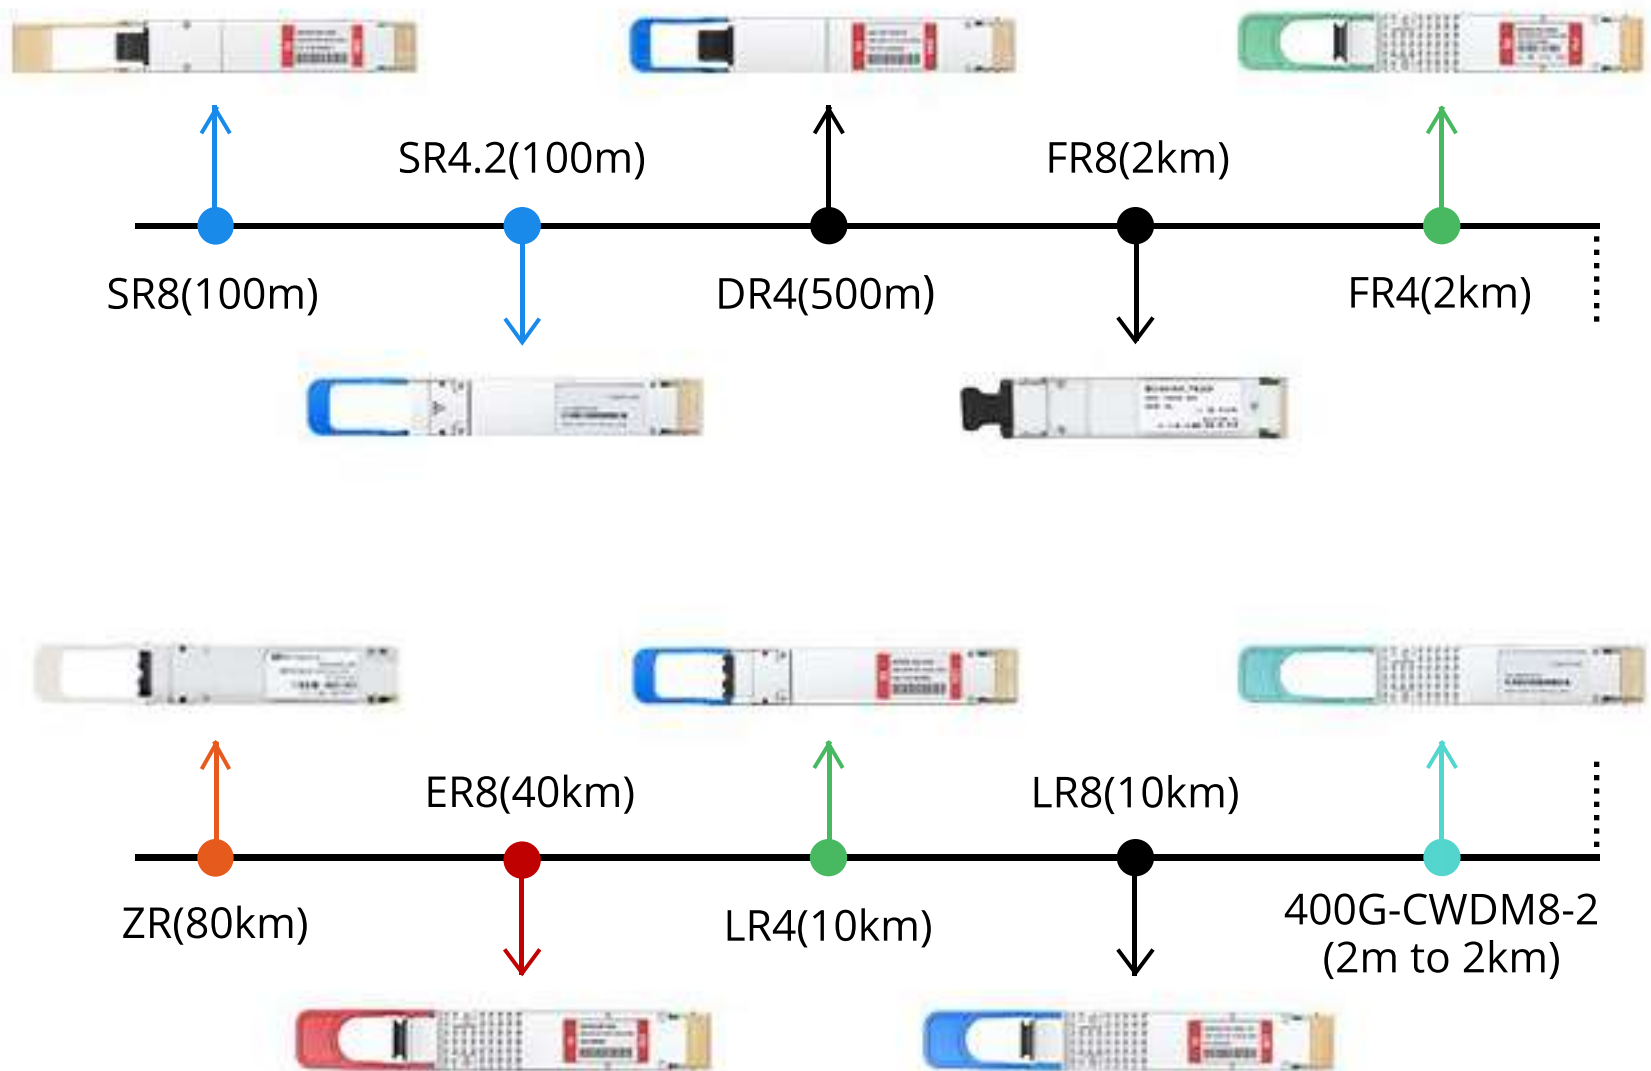 SR4.2(100m)
FR8(2km)
SR8(100m)
DR4(500m)
FR4(2km)
ER8(40km)
LR8(10km)
ZR(80km)
LR4(10km)
400G-CWDM8-2
(2m to 2km)